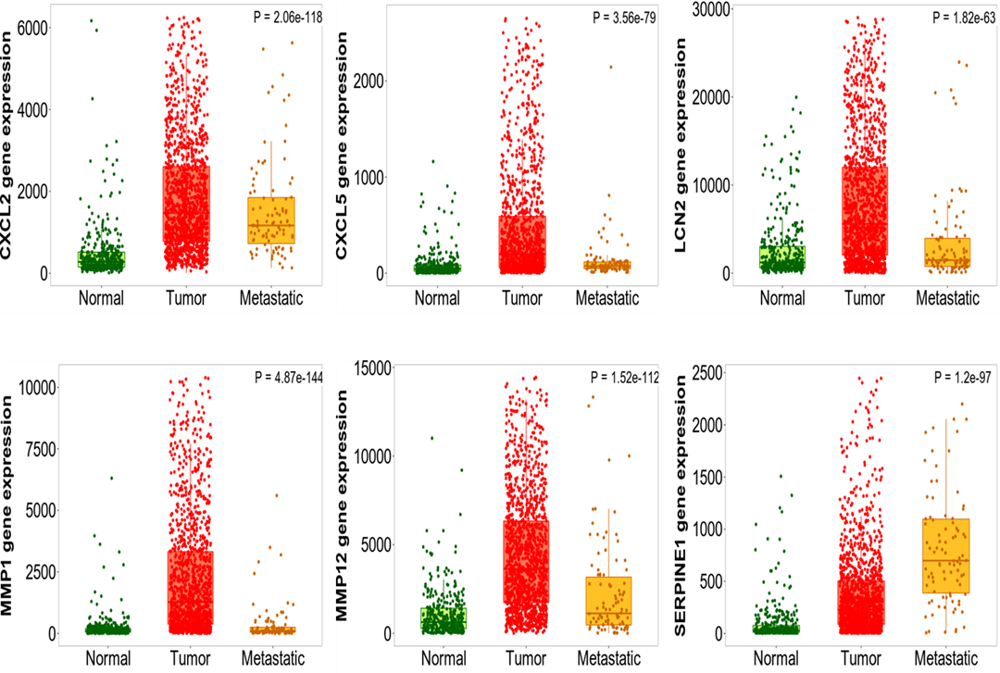 CXCL2 gene expression
P = 2.06e-118
6000
4000
2000
0
Normal Tumor Metastatic
CXCL5 gene expression
P = 3.56e-79
2000
1000
0
Normal Tumor Metastatic
LCN2 gene expression
P = 1.82e-63
30000
20000
10000
0
Normal Tumor Metastatic
MMP1 gene expression
P = 4.87e-144
10000
7500
5000
2500
0
Normal Tumor Metastatic
MMP12 gene expression
P = 1.52e-112
15000
10000
5000
0
Normal Tumor Metastatic
SERPINE1 gene expression
P = 1.2e-97
2500
2000
1500
1000
500
0
Normal Tumor Metastatic